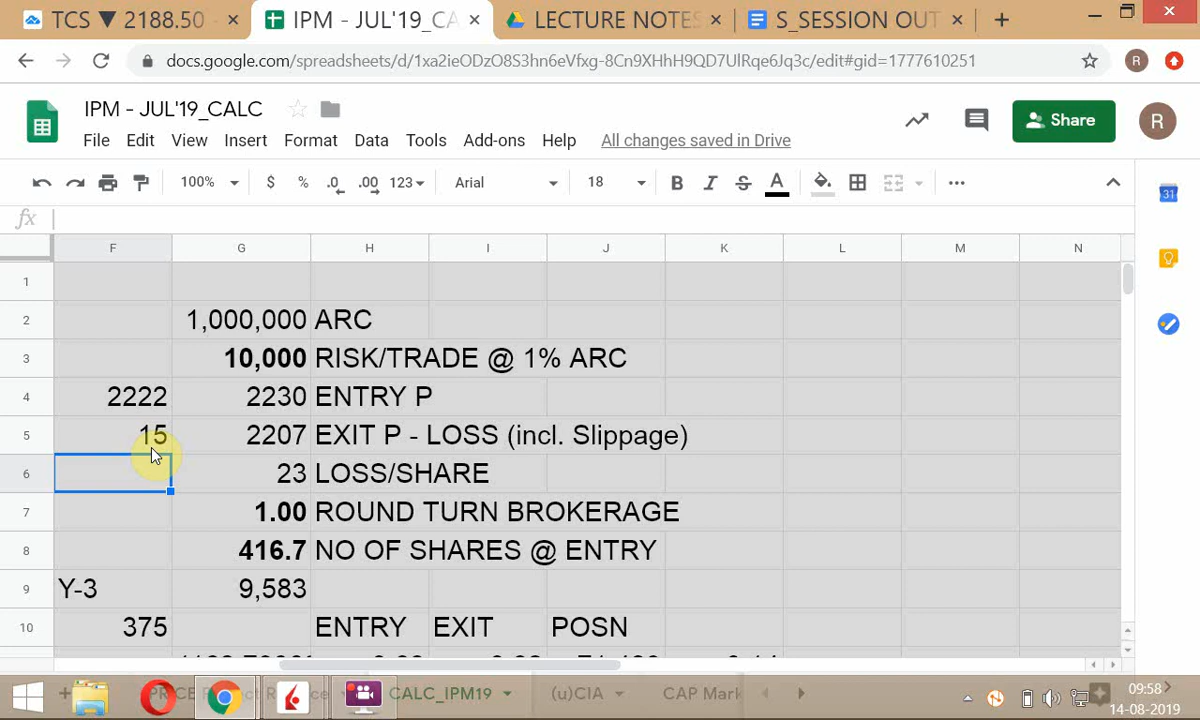 TCS ▼ 2188.50
IPM - JUL'19_CA
LECTURE NOTES
S_SESSION OUT
docs.google.com/spreadsheets/d/1xa2ieODzO8S3hn6eVfxg-8Cn9XHhH9QD7UlRqe6Jq3c/edit#gid=1777610251
R
IPM - JUL'19_CALC
File Edit View Insert Format Data Tools Add-ons Help All changes saved in Drive
Share
R
100% $ % .0 .00 123 Arial 18 B I S A
31
fx
F G H I J K L M N
1
2 1,000,000 ARC
3 10,000 RISK/TRADE @ 1% ARC
4 2222 2230 ENTRY P
5 15 2207 EXIT P - LOSS (incl. Slippage)
6 23 LOSS/SHARE
7 1.00 ROUND TURN BROKERAGE
8 416.7 NO OF SHARES @ ENTRY
9 Y-3 9,583
10 375 ENTRY EXIT POSN
CALC_IPM19 (u)CIA CAP Mark
09:58
14-08-2019